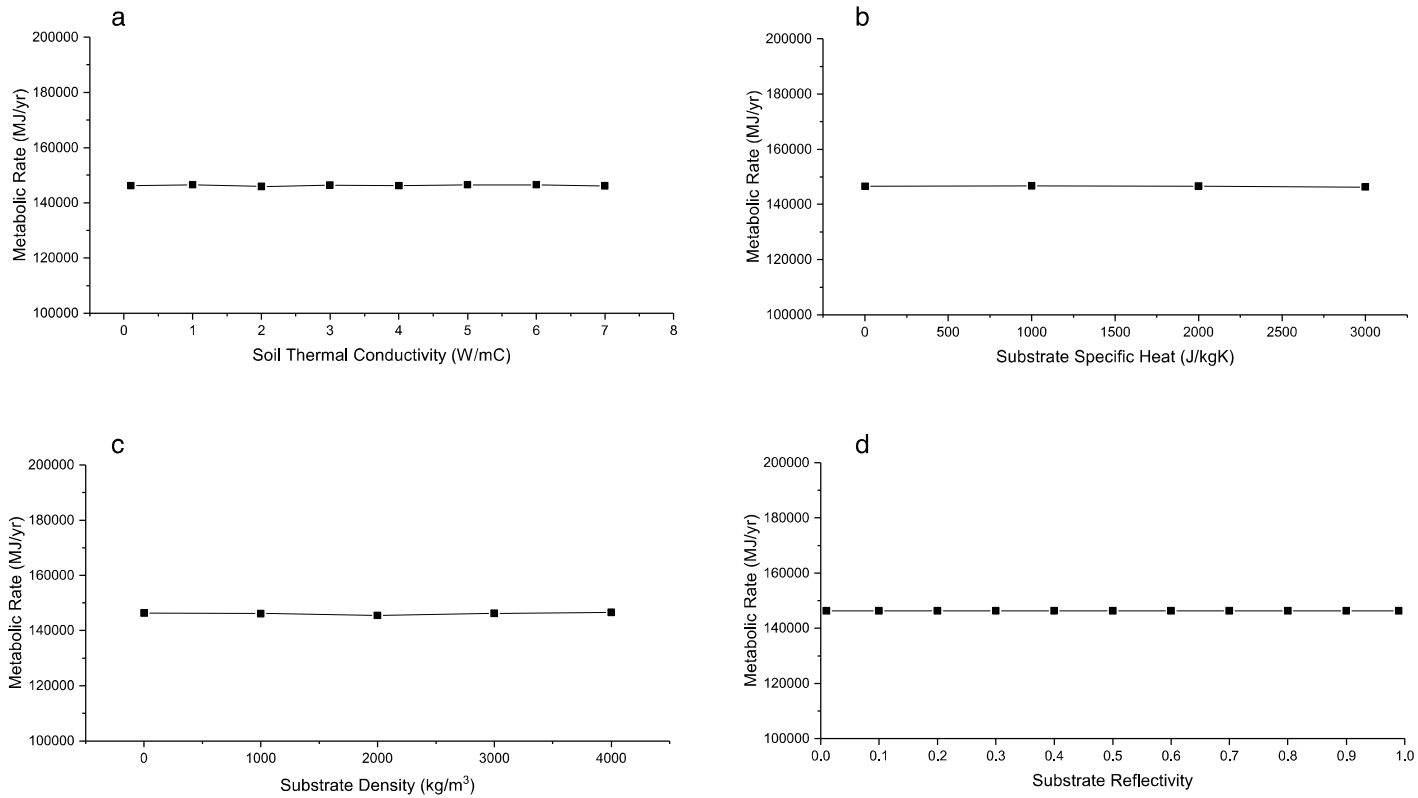 a
200000
180000
160000
140000
120000
100000
Metabolic Rate (MJ/yr)
0 1 2 3 4 5 6 7 8
Soil Thermal Conductivity (W/mC)
b
200000
180000
160000
140000
120000
100000
Metabolic Rate (MJ/yr)
0 500 1000 1500 2000 2500 3000
Substrate Specific Heat (J/kgK)
c
200000
180000
160000
140000
120000
100000
Metabolic Rate (MJ/yr)
0 1000 2000 3000 4000
Substrate Density (kg/m³)
d
200000
180000
160000
140000
120000
100000
Metabolic Rate (MJ/yr)
0.0 0.1 0.2 0.3 0.4 0.5 0.6 0.7 0.8 0.9 1.0
Substrate Reflectivity